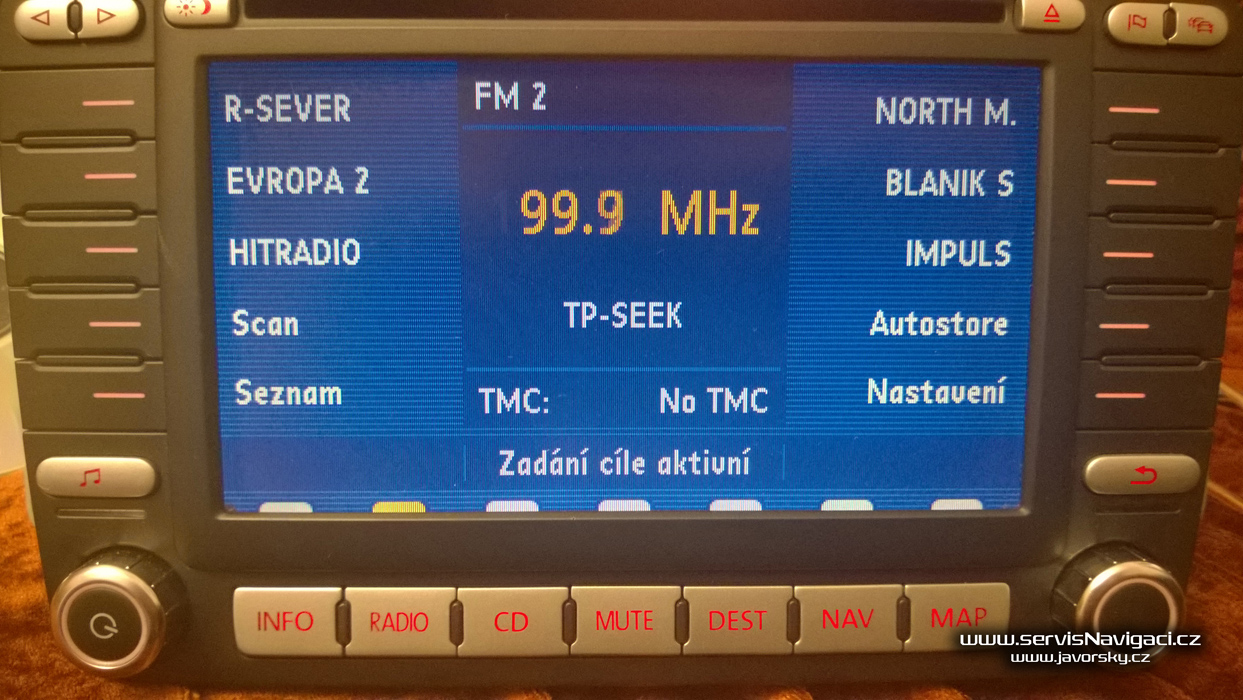 R-SEVER
FM 2
NORTH M.
EVROPA 2
BLANIK S
99.9 MHz
HITRADIO
IMPULS
TP-SEEK
Scan
Autostore
Seznam
TMC: No TMC
Nastavení
Zadání cíle aktivní
INFO RADIO CD MUTE DEST NAV MAP
www.servisNavigaci.cz
www.javorsky.cz